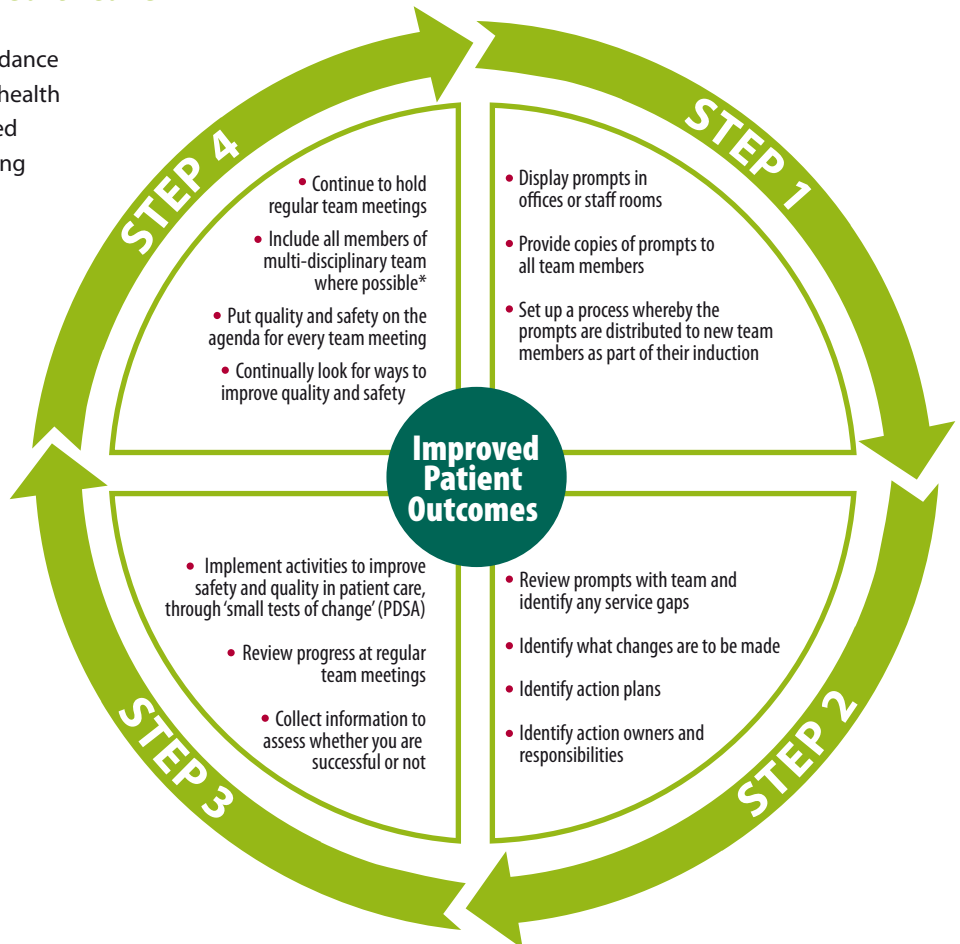 dance
health
ed
ng
STEP 1
• Display prompts in
offices or staff rooms
• Provide copies of prompts to
all team members
• Set up a process whereby the
prompts are distributed to new team
members as part of their induction
STEP 2
• Review prompts with team and
identify any service gaps
• Identify what changes are to be made
• Identify action plans
• Identify action owners and
responsibilities
STEP 3
• Implement activities to improve
safety and quality in patient care,
through ‘small tests of change’ (PDSA)
• Review progress at regular
team meetings
• Collect information to
assess whether you are
successful or not
STEP 4
• Continue to hold
regular team meetings
• Include all members of
multi-disciplinary team
where possible*
• Put quality and safety on the
agenda for every team meeting
• Continually look for ways to
improve quality and safety
Improved
Patient
Outcomes